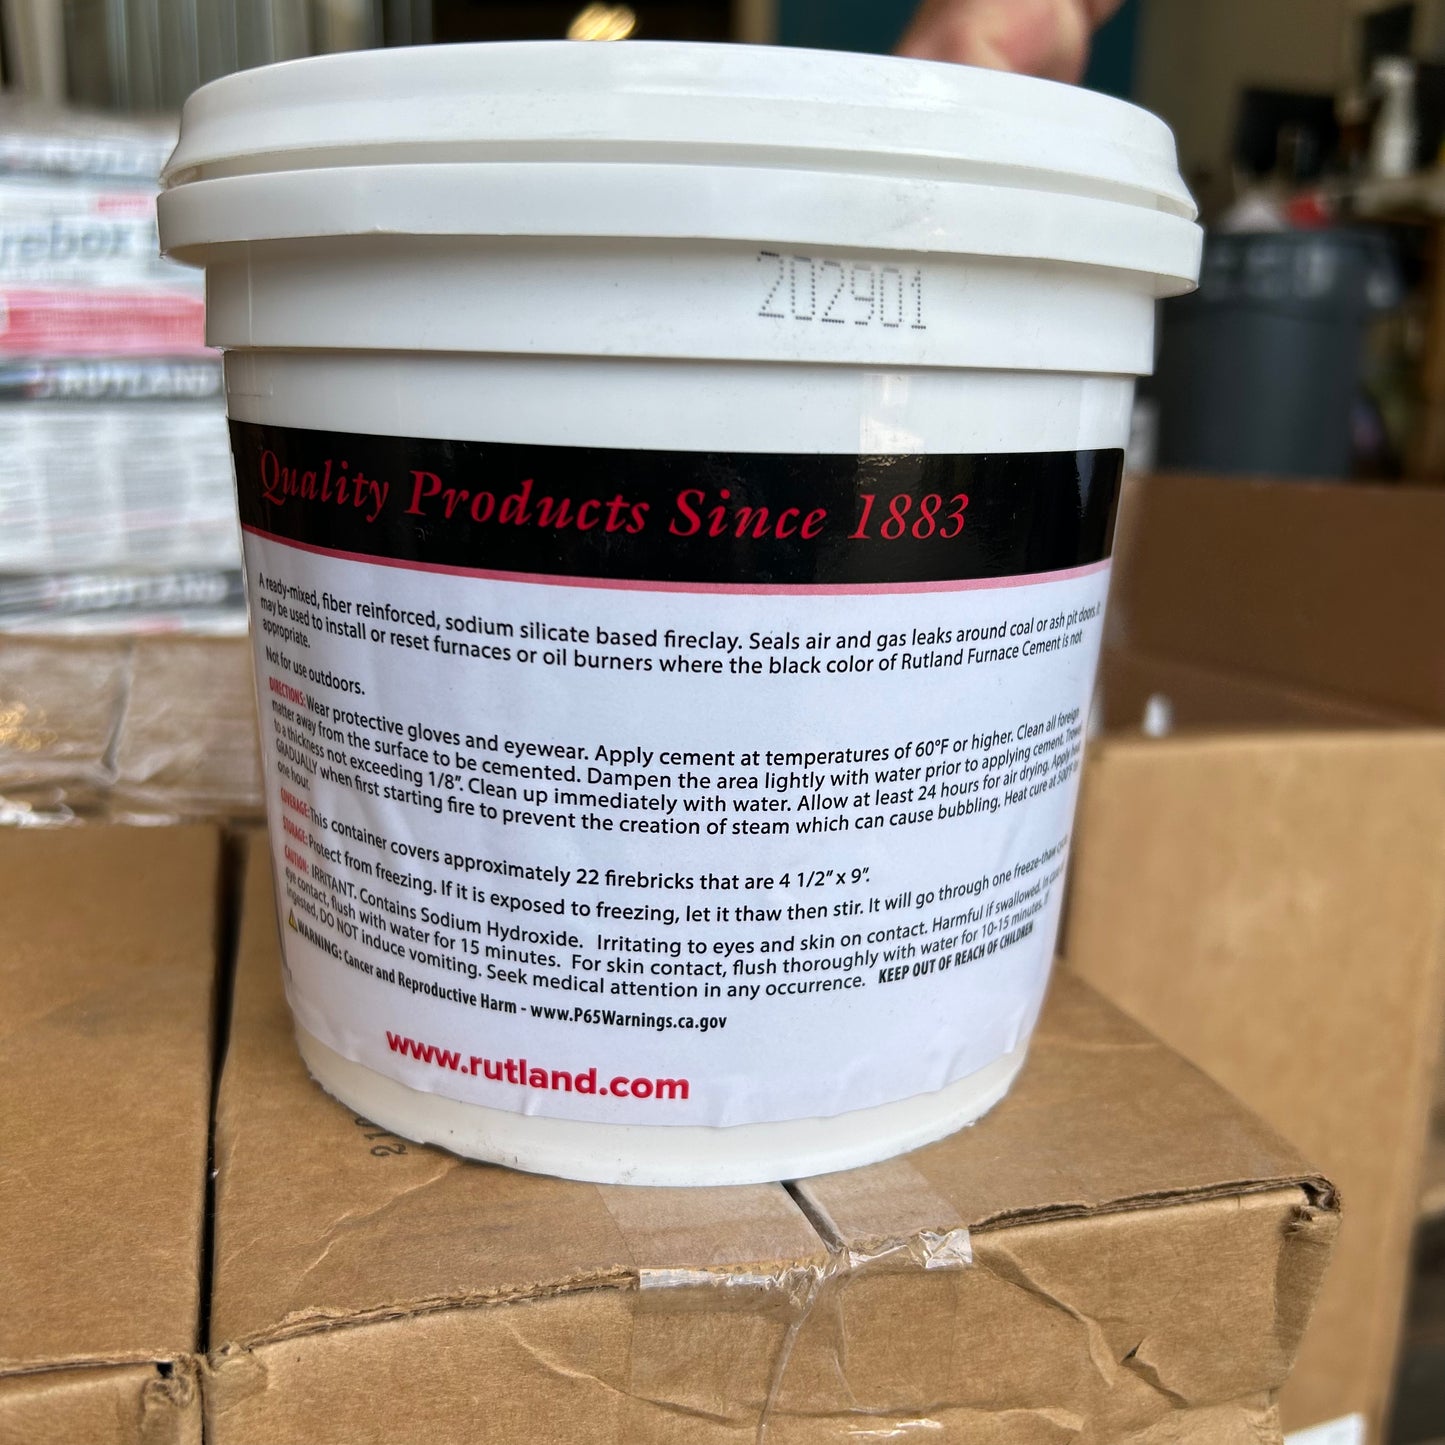 202901
Quality Products Since 1883
A ready-mixed, fiber reinforced, sodium silicate based fireclay. Seals air and gas leaks around coal or ash pit doors. It
may be used to install or reset furnaces or oil burners where the black color of Rutland Furnace Cement is not
appropriate.
Not for use outdoors.
DIRECTIONS: Wear protective gloves and eyewear. Apply cement at temperatures of 60°F or higher. Clean all foreign
matter away from the surface to be cemented. Dampen the area lightly with water prior to applying cement. Trowel
to a thickness not exceeding 1/8". Clean up immediately with water. Allow at least 24 hours for air drying. Apply heat
GRADUALLY when first starting fire to prevent the creation of steam which can cause bubbling. Heat cure at 500°F
one hour.
COVERAGE: This container covers approximately 22 firebricks that are 4 1/2" x 9".
STORAGE: Protect from freezing. If it is exposed to freezing, let it thaw then stir. It will go through one freeze-thaw
CAUTION: IRRITANT. Contains Sodium Hydroxide. Irritating to eyes and skin on contact. Harmful if swallowed. In case
eye contact, flush with water for 15 minutes. For skin contact, flush thoroughly with water for 10-15 minutes. If
ingested, DO NOT induce vomiting. Seek medical attention in any occurrence. KEEP OUT OF REACH OF CHILDREN
⚠WARNING: Cancer and Reproductive Harm - www.P65Warnings.ca.gov
www.rutland.com
RUTLAND
rebox
RUTLAND
RUTLAND